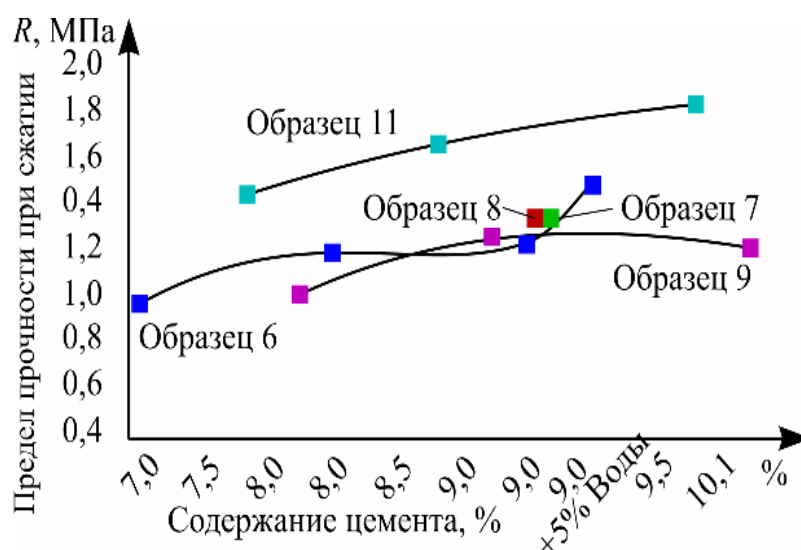 R, МПа
Предел прочности при сжатии
2,0
1,8
1,6
0,4
1,2
1,0
0,8
0,6
0,4
Образец 11
Образец 8
Образец 7
Образец 9
Образец 6
7,0
7,5
8,0
8,0
8,5
9,0
9,0
9,0
+5% Воды
9,5
10,1
%
Содержание цемента, %